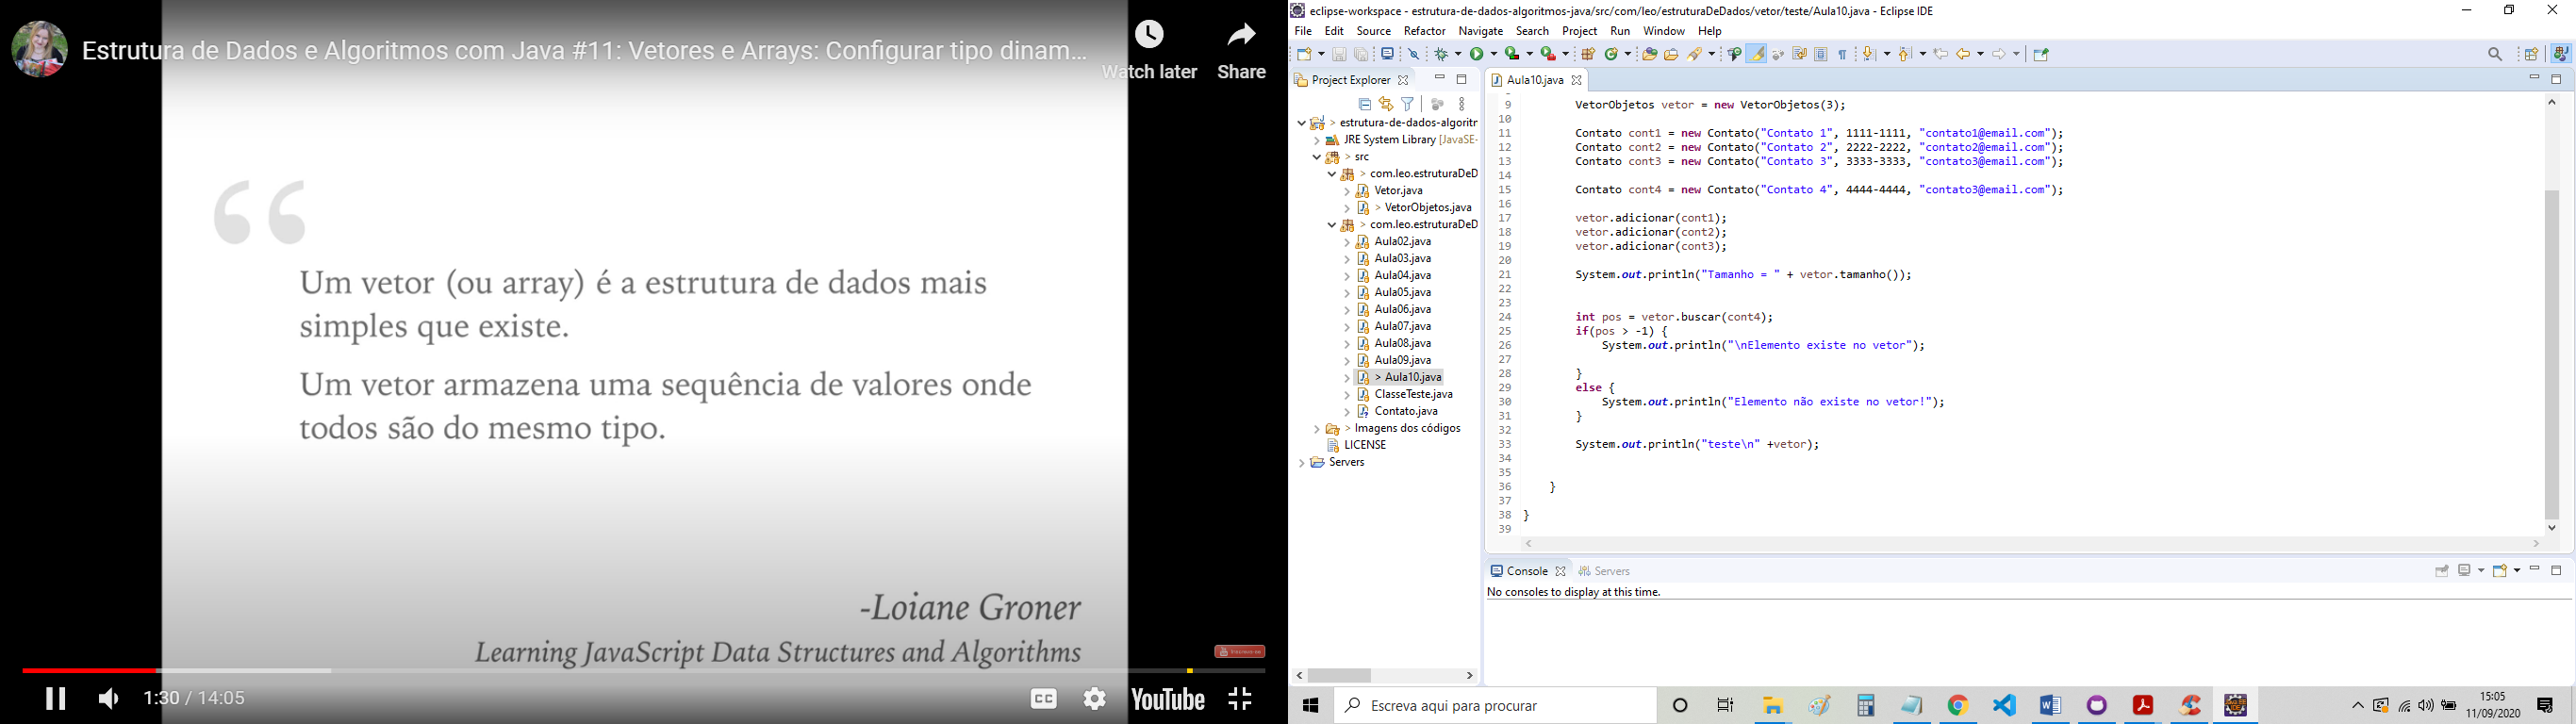 Estrutura de Dados e Algoritmos com Java #11: Vetores e Arrays: Configurar tipo dinam...
Watch later
Share
Um vetor (ou array) é a estrutura de dados mais
simples que existe.
Um vetor armazena uma sequência de valores onde
todos são do mesmo tipo.
-Loiane Groner
Learning JavaScript Data Structures and Algorithms
1:30 / 14:05
CC
YouTube
eclipse-workspace - estrutura-de-dados-algoritmos-java/src/com/leo/estruturaDeDados/vetor/teste/Aula10.java - Eclipse IDE
File Edit Source Refactor Navigate Search Project Run Window Help
Project Explorer
> estrutura-de-dados-algoritr
JRE System Library [JavaSE-
> src
> com.leo.estruturaDeD
Vetor.java
> VetorObjetos.java
> com.leo.estruturaDeD
Aula02.java
Aula03.java
Aula04.java
Aula05.java
Aula06.java
Aula07.java
Aula08.java
Aula09.java
> Aula10.java
ClasseTeste.java
Contato.java
> Imagens dos códigos
LICENSE
Servers
Aula10.java
9 VetorObjetos vetor = new VetorObjetos(3);
10
11 Contato cont1 = new Contato("Contato 1", 1111-1111, "contato1@email.com");
12 Contato cont2 = new Contato("Contato 2", 2222-2222, "contato2@email.com");
13 Contato cont3 = new Contato("Contato 3", 3333-3333, "contato3@email.com");
14
15 Contato cont4 = new Contato("Contato 4", 4444-4444, "contato3@email.com");
16
17 vetor.adicionar(cont1);
18 vetor.adicionar(cont2);
19 vetor.adicionar(cont3);
20
21 System.out.println("Tamanho = " + vetor.tamanho());
22
23
24 int pos = vetor.buscar(cont4);
25 if(pos > -1) {
26 System.out.println("\nElemento existe no vetor");
27
28 }
29 else {
30 System.out.println("Elemento não existe no vetor!");
31 }
32
33 System.out.println("teste\n" +vetor);
34
35
36 }
37
38 }
39
Console
Servers
No consoles to display at this time.
Escreva aqui para procurar
15:05
11/09/2020